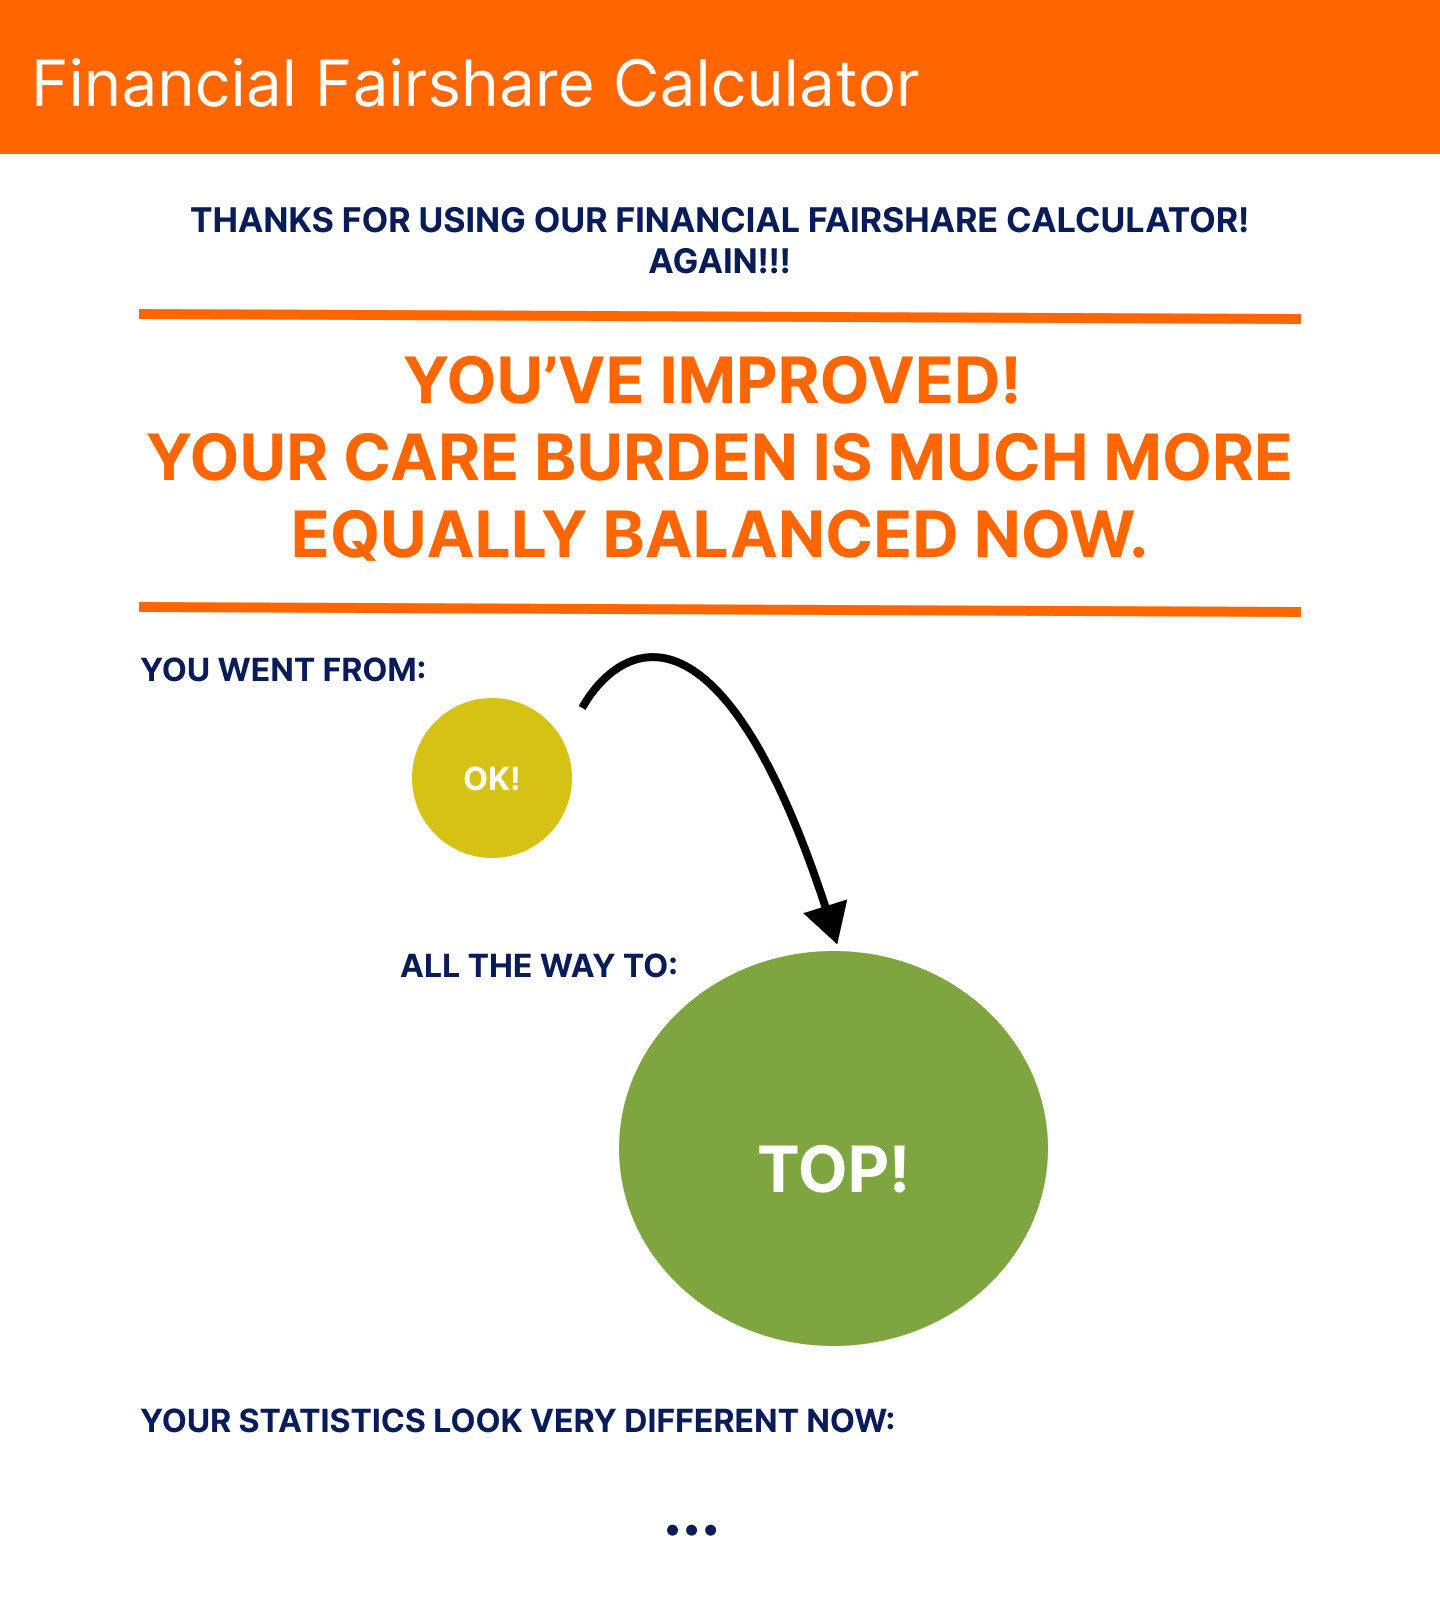 Financial Fairshare Calculator
THANKS FOR USING OUR FINANCIAL FAIRSHARE CALCULATOR!
AGAIN!!!
YOU’VE IMPROVED!
YOUR CARE BURDEN IS MUCH MORE
EQUALLY BALANCED NOW.
YOU WENT FROM:
OK!
ALL THE WAY TO:
TOP!
YOUR STATISTICS LOOK VERY DIFFERENT NOW:
...